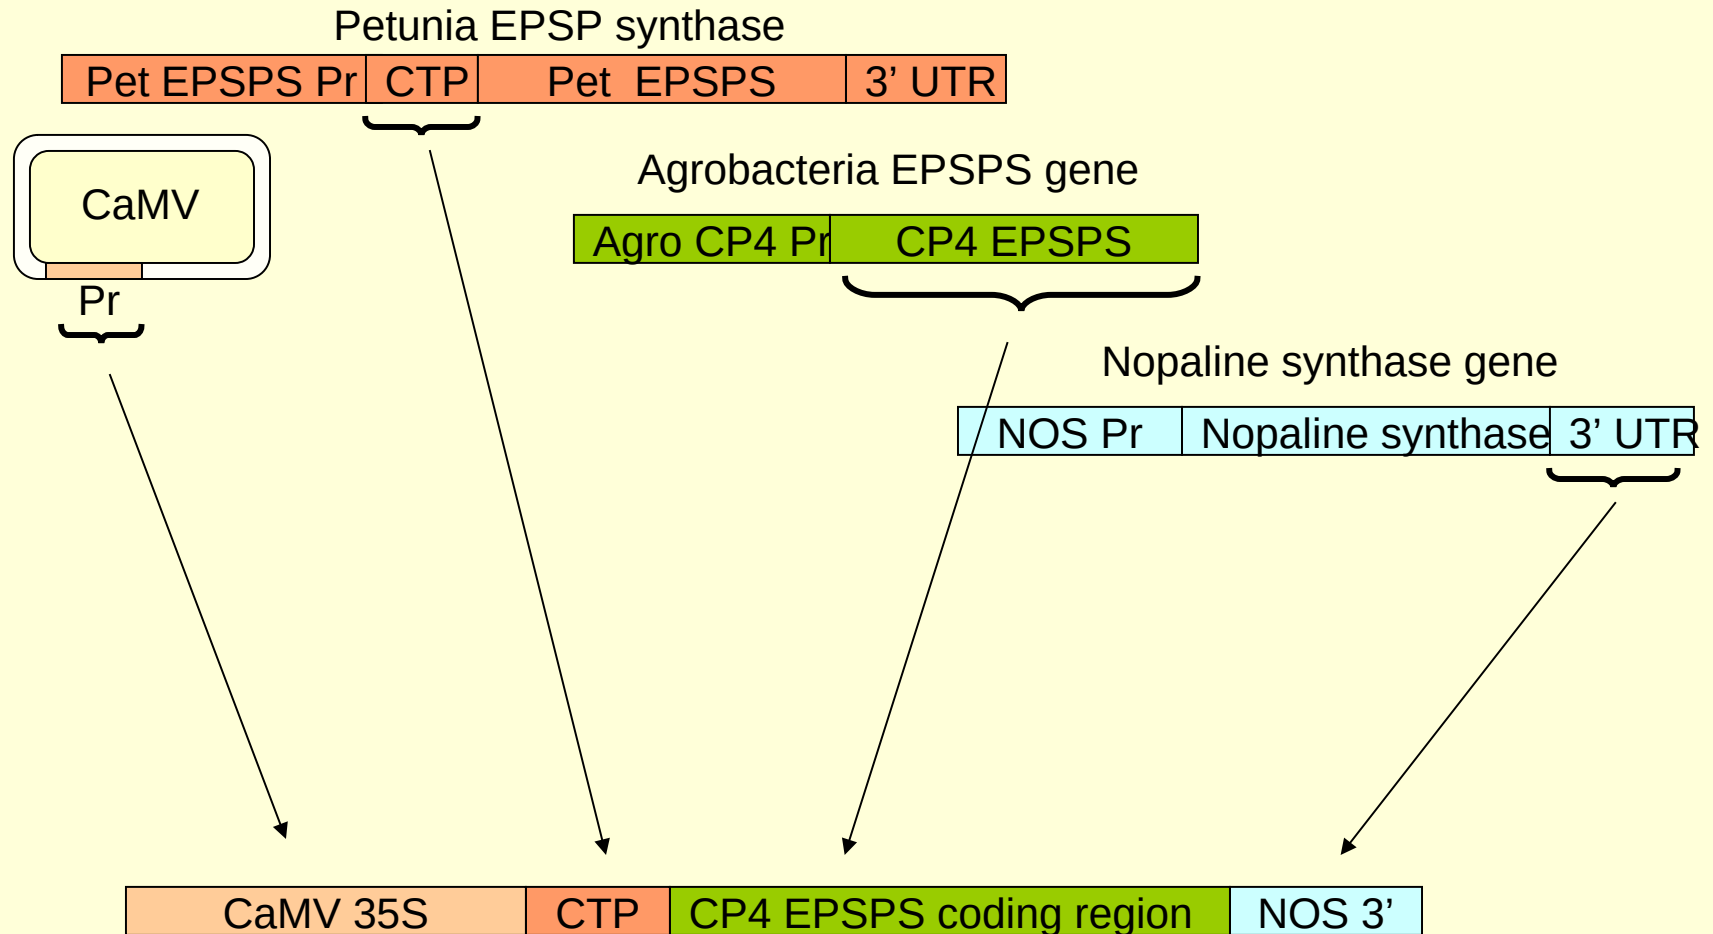 Petunia EPSP synthase
Pet EPSPS Pr CTP Pet EPSPS 3’ UTR
CaMV
Pr
Agrobacteria EPSPS gene
Agro CP4 Pr CP4 EPSPS
Nopaline synthase gene
NOS Pr Nopaline synthase 3’ UTR
CaMV 35S CTP CP4 EPSPS coding region NOS 3’